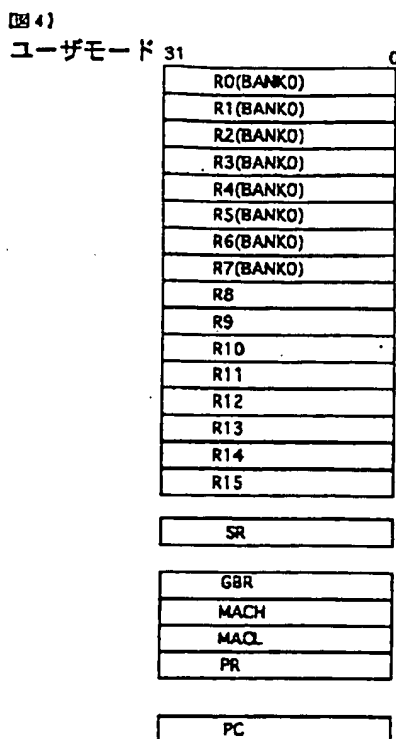 【図4】
ユーザモード 31 0
R0(BANK0)
R1(BANK0)
R2(BANK0)
R3(BANK0)
R4(BANK0)
R5(BANK0)
R6(BANK0)
R7(BANK0)
R8
R9
R10
R11
R12
R13
R14
R15
SR
GBR
MACH
MACL
PR
PC